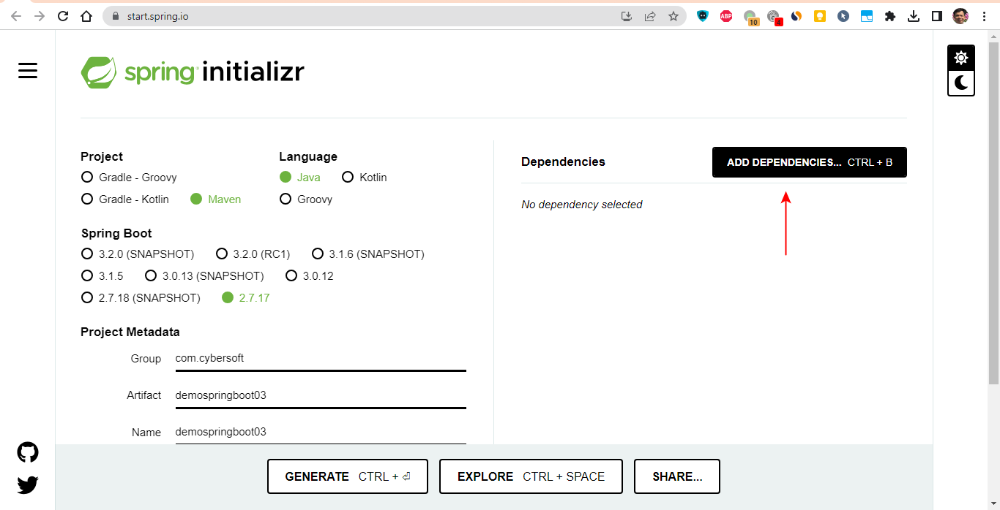 start.spring.io
ABP
10
4
spring initializr
Project
Gradle - Groovy
Gradle - Kotlin Maven
Language
Java Kotlin
Groovy
Spring Boot
3.2.0 (SNAPSHOT) 3.2.0 (RC1) 3.1.6 (SNAPSHOT)
3.1.5 3.0.13 (SNAPSHOT) 3.0.12
2.7.18 (SNAPSHOT) 2.7.17
Project Metadata
Group com.cybersoft
Artifact demospringboot03
Name demospringboot03
Dependencies ADD DEPENDENCIES... CTRL + B
No dependency selected
GENERATE CTRL + ⏎ EXPLORE CTRL + SPACE SHARE...